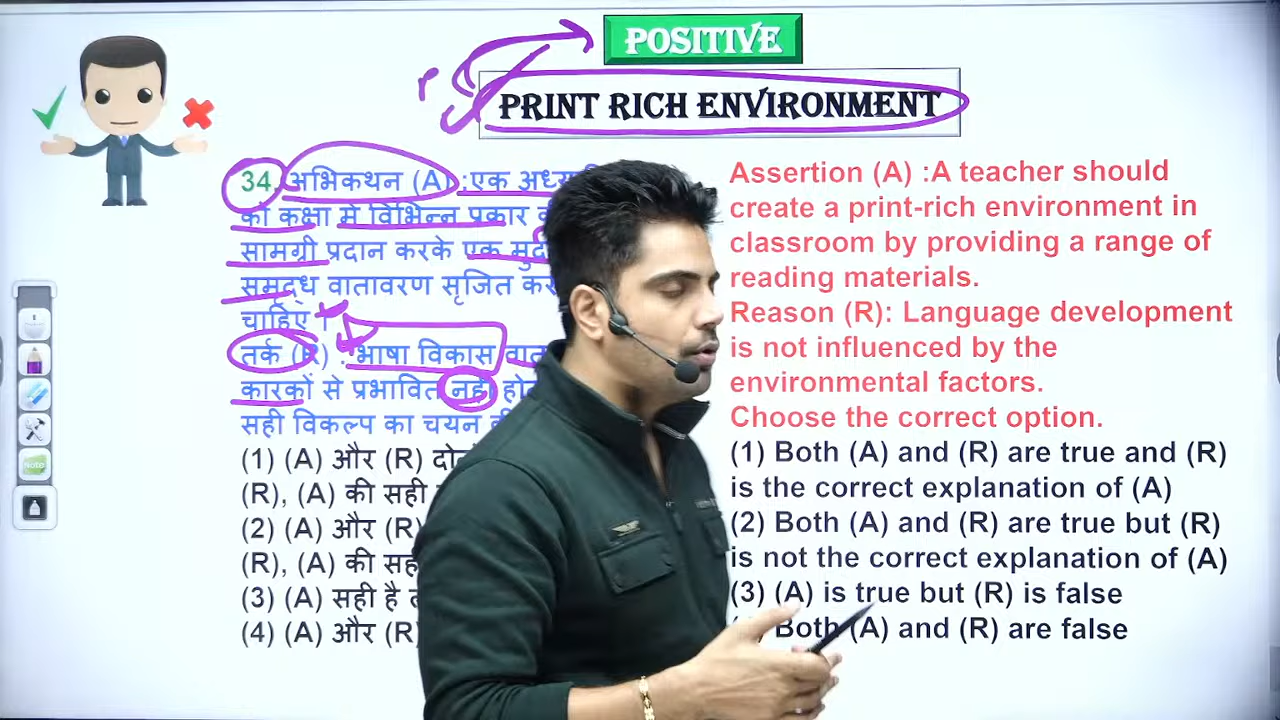 POSITIVE
PRINT RICH ENVIRONMENT
34. अभिकथन (A) :एक
को कक्षा में विभिन्न प्रकार
सामग्री प्रदान करके एक
समृद्ध वातावरण सृजित
चाहिए ।
तर्क (R) : भाषा विकास
कारकों से प्रभावित नहीं
सही विकल्प का चयन
(1) (A) और (R)
(R), (A) की सही
(2) (A) और (R)
(R), (A) की
(3) (A) सही है
(4) (A) और (R)
Assertion (A) :A teacher should
create a print-rich environment in
classroom by providing a range of
reading materials.
Reason (R): Language development
is not influenced by the
environmental factors.
Choose the correct option.
(1) Both (A) and (R) are true and (R)
is the correct explanation of (A)
(2) Both (A) and (R) are true but (R)
is not the correct explanation of (A)
(3) (A) is true but (R) is false
Both (A) and (R) are false
Note